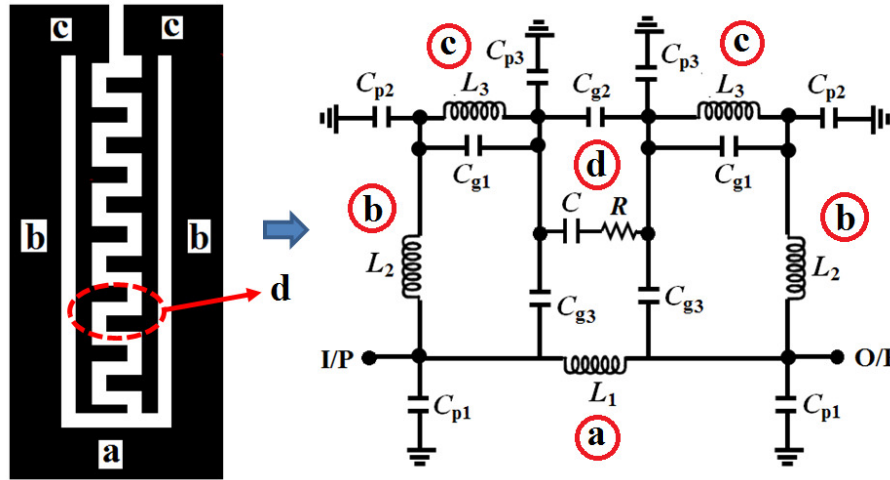 c c
b b
d
a
c c
C_p3 C_p3
C_p2 L_3 C_g2 L_3 C_p2
C_g1 d C_g1
b C R b
L_2 C_g3 C_g3 L_2
I/P O/I
C_p1 L_1 C_p1
a